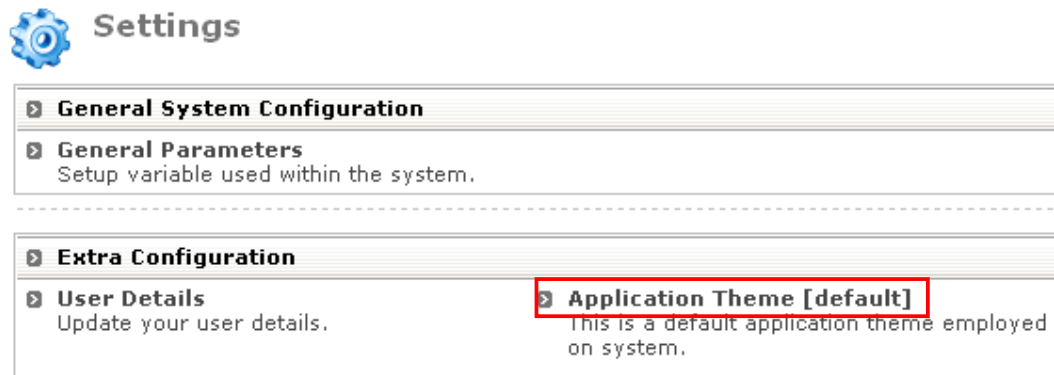 Settings
General System Configuration
General Parameters
Setup variable used within the system.
Extra Configuration
User Details
Update your user details.
Application Theme [default]
This is a default application theme employed
on system.